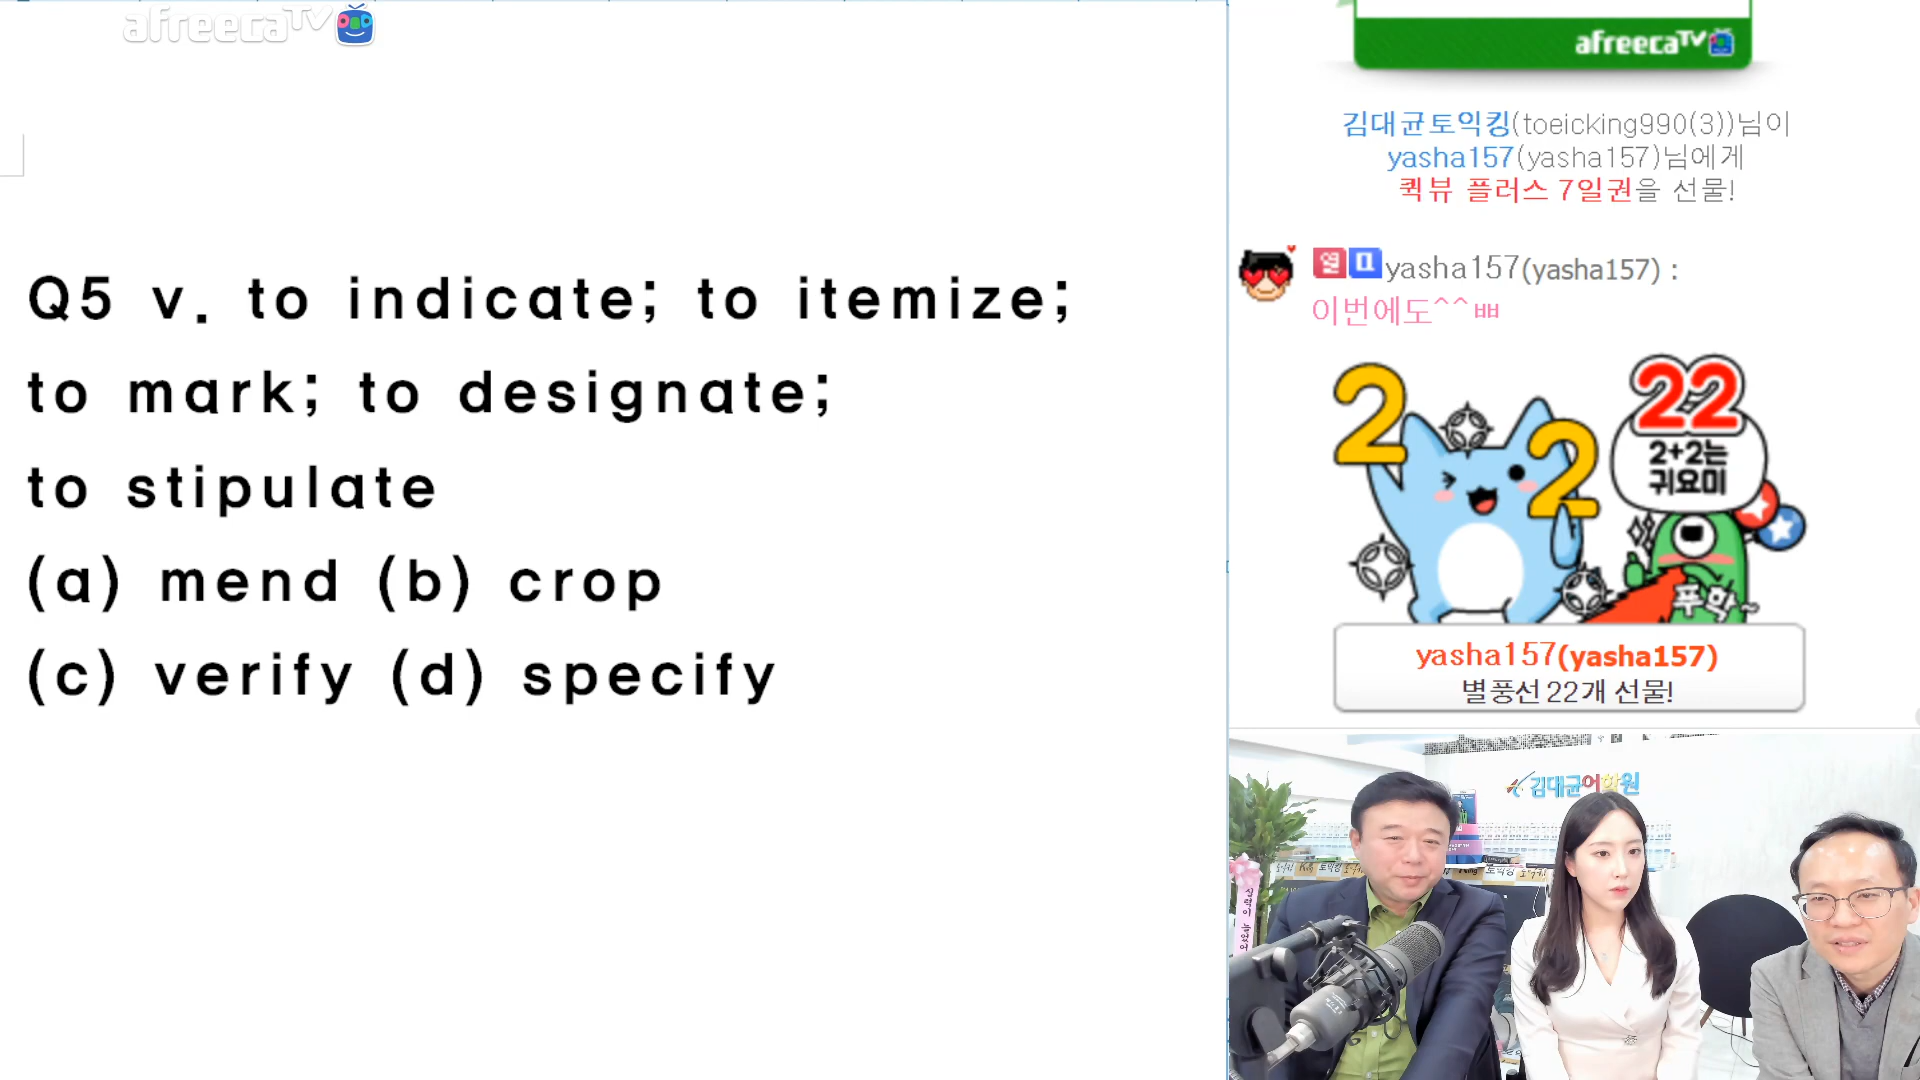 afreecaTV
Q5 v. to indicate; to itemize;
to mark; to designate;
to stipulate
(a) mend (b) crop
(c) verify (d) specify
afreecaTV
김대균토익킹(toeicking990(3))님이
yasha157(yasha157)님에게
퀵뷰 플러스 7일권을 선물!
열 yasha157(yasha157) :
이번에도^^ㅃ
2 2
22
2+2는
귀요미
푸학~
yasha157(yasha157)
별풍선 22개 선물!
김대균어학원